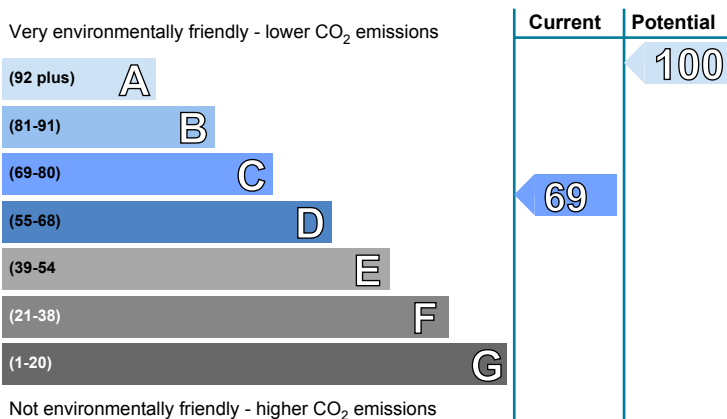 Current Potential
Very environmentally friendly - lower CO2 emissions
100
(92 plus) A
(81-91) B
(69-80) C
69
(55-68) D
(39-54 E
(21-38) F
(1-20) G
Not environmentally friendly - higher CO2 emissions